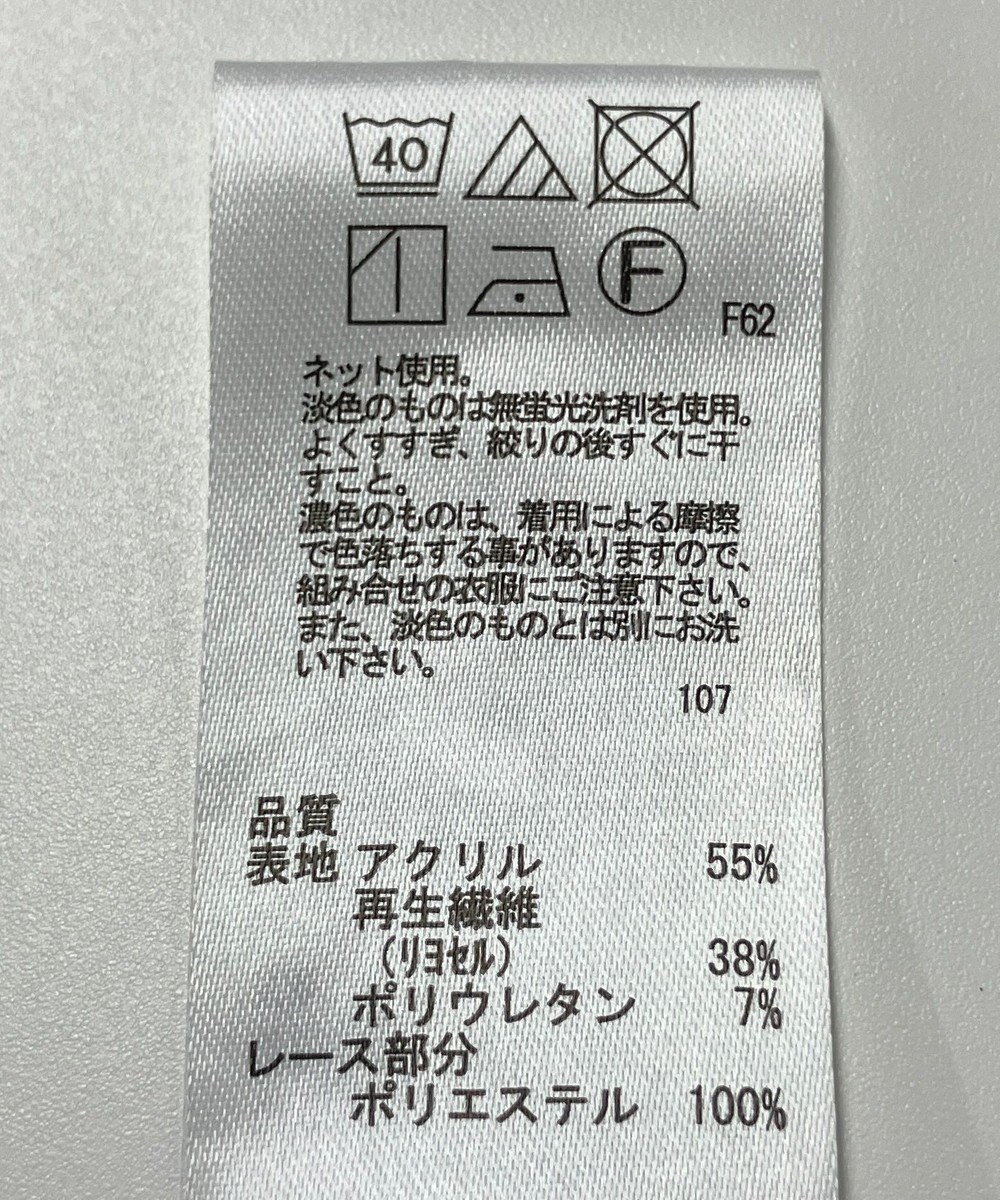 40
F
F62
ネット使用。
淡色のものは無蛍光洗剤を使用。
よくすすぎ、絞りの後すぐに干
すこと。
濃色のものは、着用による摩擦
で色落ちする事がありますので、
組み合せの衣服にご注意下さい。
また、淡色のものとは別にお洗
い下さい。
107
品質
表地 アクリル 55%
再生繊維
(ﾘﾖｾﾙ) 38%
ポリウレタン 7%
レース部分
ポリエステル 100%